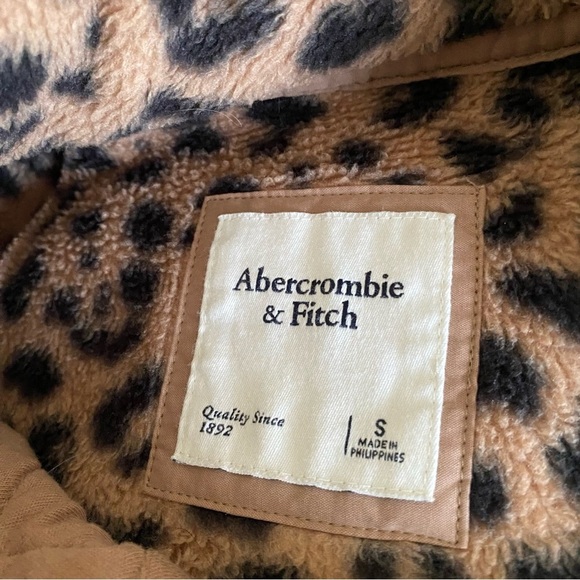 Abercrombie
& Fitch
Quality Since
1892
S
MADE IN
PHILIPPINES